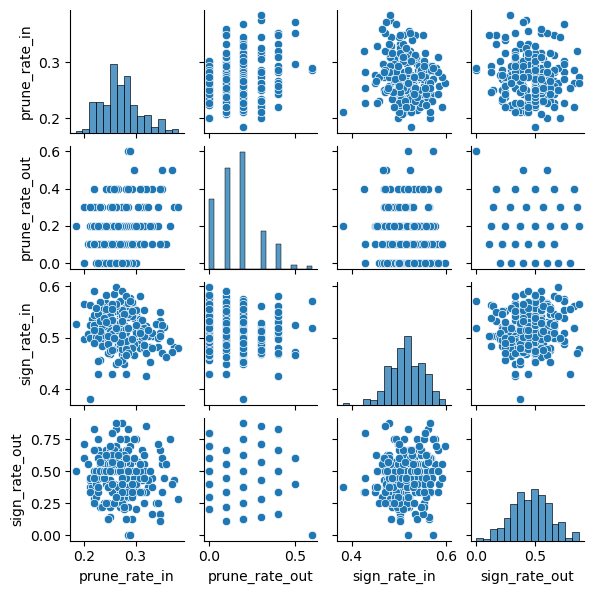 prune_rate_in
0.3
0.2
prune_rate_out
0.6
0.4
0.2
0.0
sign_rate_in
0.6
0.5
0.4
sign_rate_out
0.75
0.50
0.25
0.00
0.2 0.3 0.0 0.5 0.4 0.6 0.0 0.5
prune_rate_in prune_rate_out sign_rate_in sign_rate_out